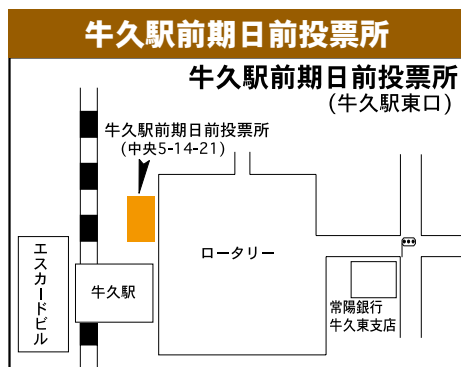 牛久駅前期日前投票所
牛久駅前期日前投票所
(牛久駅東口)
牛久駅前期日前投票所
(中央5-14-21)
エスカードビル
牛久駅
ロータリー
常陽銀行
牛久東支店